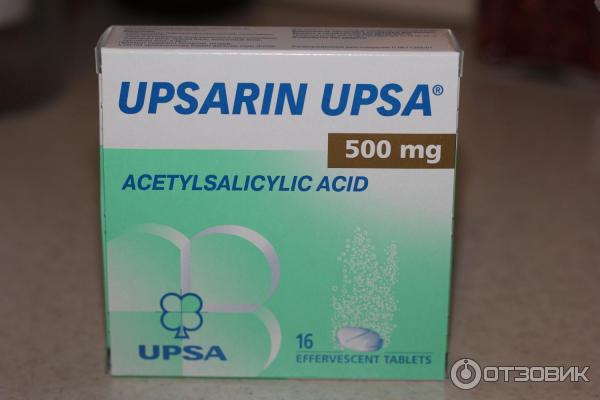 UPSARIN UPSA®
500 mg
ACETYLSALICYLIC ACID
UPSA
16
EFFERVESCENT TABLETS
ОТЗОВИК